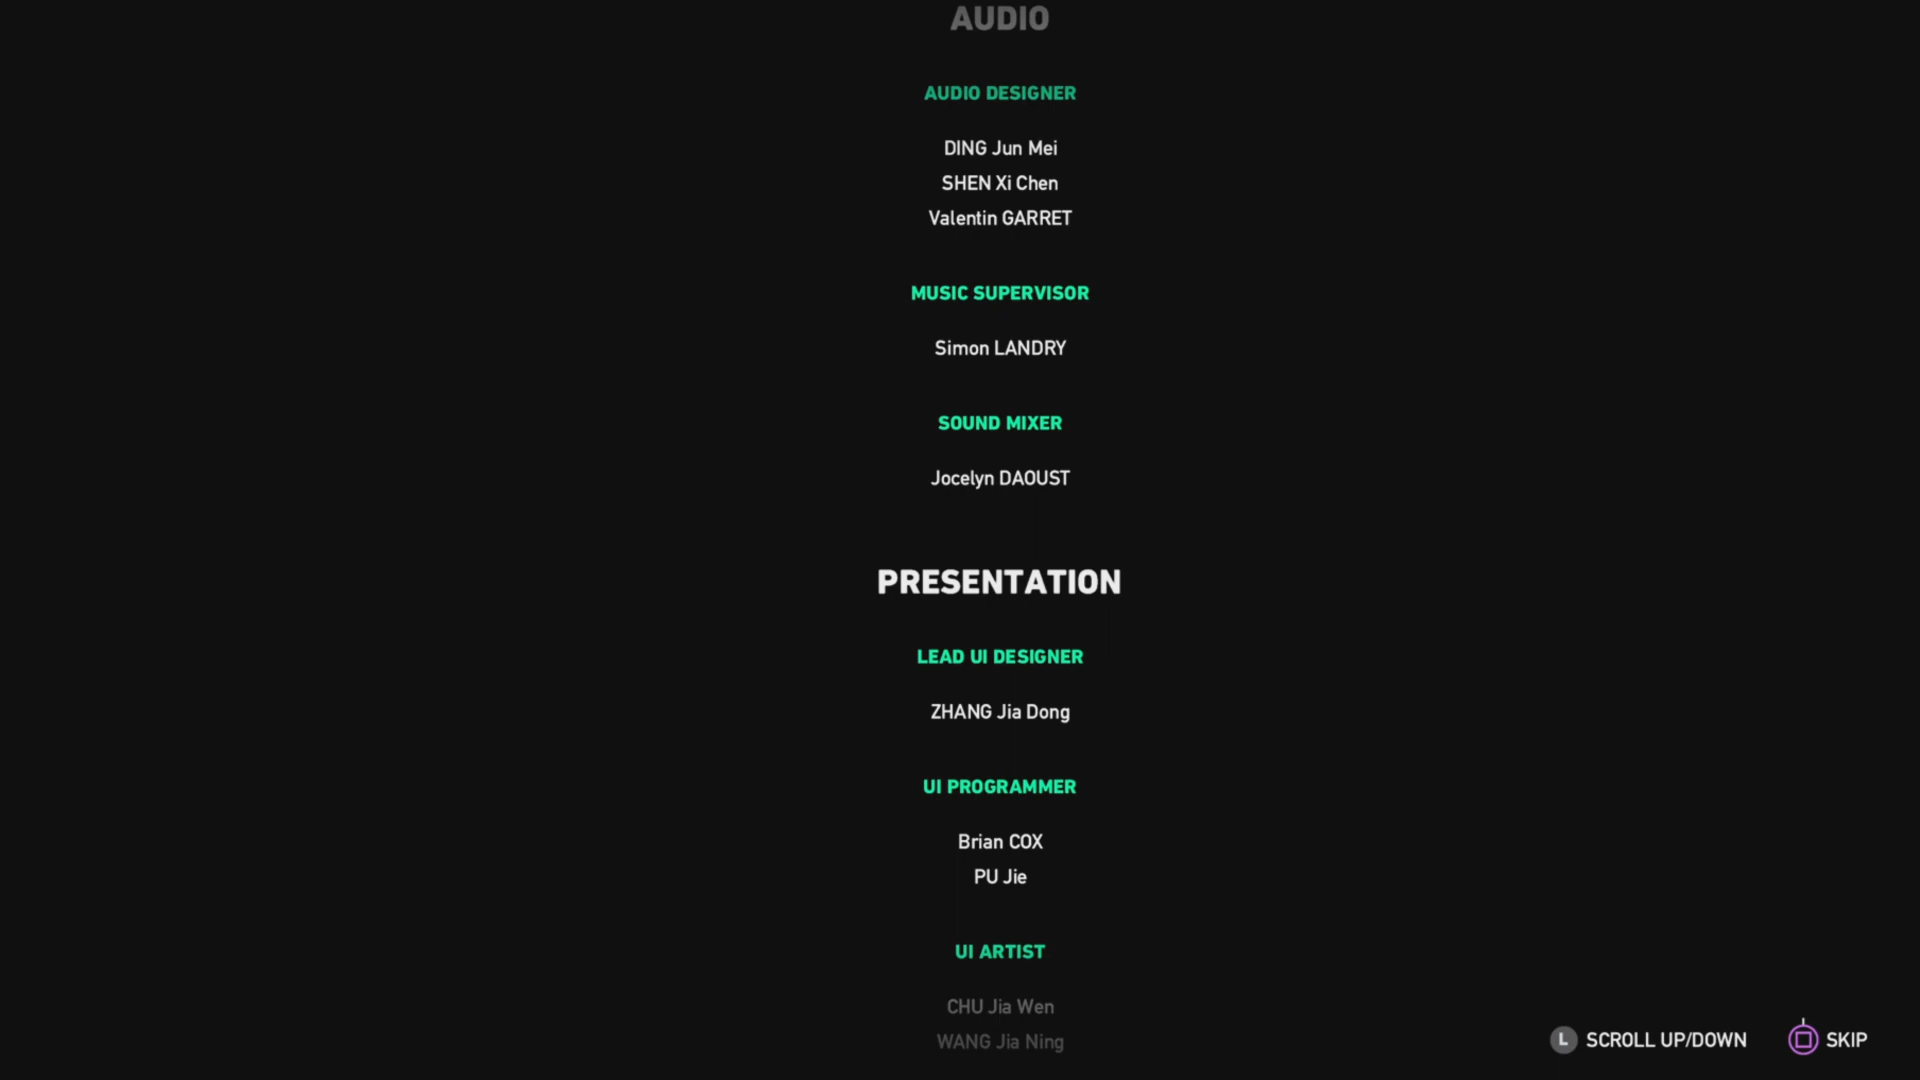 AUDIO
AUDIO DESIGNER
DING Jun Mei
SHEN Xi Chen
Valentin GARRET
MUSIC SUPERVISOR
Simon LANDRY
SOUND MIXER
Jocelyn DAOUST
PRESENTATION
LEAD UI DESIGNER
ZHANG Jia Dong
UI PROGRAMMER
Brian COX
PU Jie
UI ARTIST
CHU Jia Wen
WANG Jia Ning
L SCROLL UP/DOWN SKIP